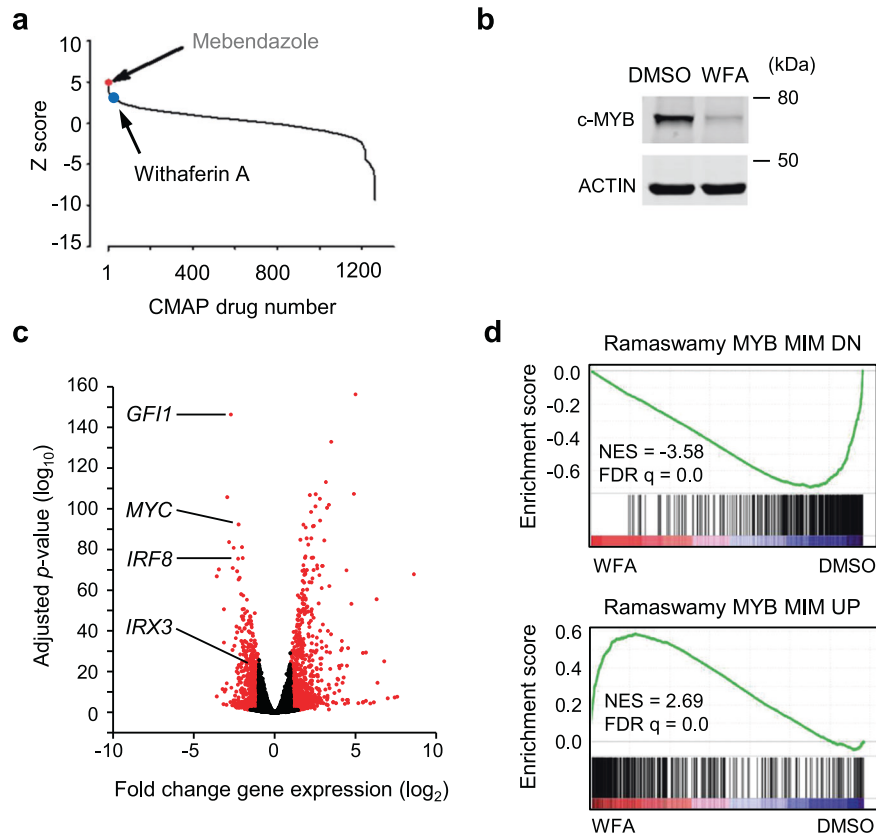 a
10
5
0
-5
-10
-15
Z score
Mebendazole
Withaferin A
1
400
800
1200
CMAP drug number
b
DMSO WFA (kDa)
c-MYB
80
50
ACTIN
c
160
140
120
100
80
60
40
20
0
Adjusted p-value (log10)
GFI1
MYC
IRF8
IRX3
-10
-5
0
5
10
Fold change gene expression (log2)
d
Ramaswamy MYB MIM DN
0.0
-0.2
-0.4
-0.6
Enrichment score
NES = -3.58
FDR q = 0.0
WFA DMSO
Ramaswamy MYB MIM UP
0.6
0.4
0.2
0.0
Enrichment score
NES = 2.69
FDR q = 0.0
WFA DMSO